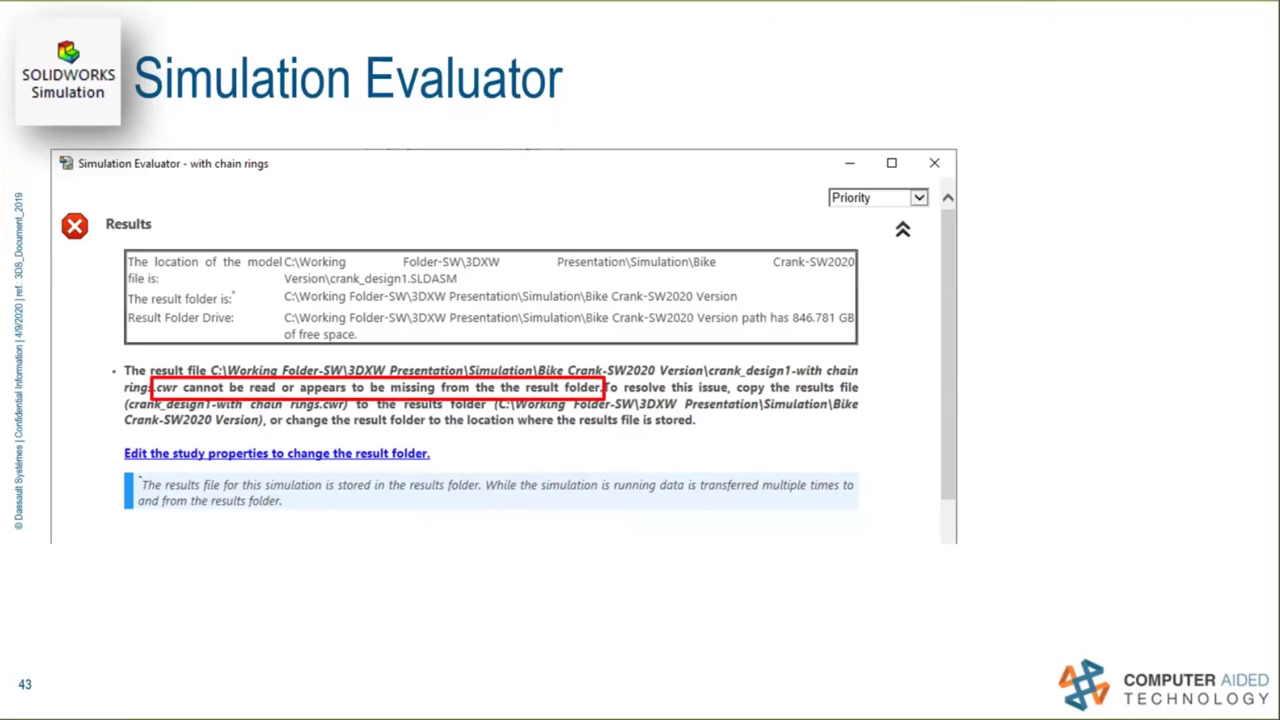 SOLIDWORKS
Simulation
Simulation Evaluator
Simulation Evaluator - with chain rings
Priority
Results
The location of the model C:\Working Folder-SW\3DXW Presentation\Simulation\Bike Crank-SW2020
file is: Version\crank_design1.SLDASM
The result folder is:* C:\Working Folder-SW\3DXW Presentation\Simulation\Bike Crank-SW2020 Version
Result Folder Drive: C:\Working Folder-SW\3DXW Presentation\Simulation\Bike Crank-SW2020 Version path has 846.781 GB
of free space.
• The result file C:\Working Folder-SW\3DXW Presentation\Simulation\Bike Crank-SW2020 Version\crank_design1-with chain
rings.cwr cannot be read or appears to be missing from the the result folder.To resolve this issue, copy the results file
(crank_design1-with chain rings.cwr) to the results folder (C:\Working Folder-SW\3DXW Presentation\Simulation\Bike
Crank-SW2020 Version), or change the result folder to the location where the results file is stored.
Edit the study properties to change the result folder.
*The results file for this simulation is stored in the results folder. While the simulation is running data is transferred multiple times to
and from the results folder.
© Dassault Systèmes | Confidential Information | 4/9/2020 | ref.: 3DS_Document_2019
43
COMPUTER AIDED
TECHNOLOGY